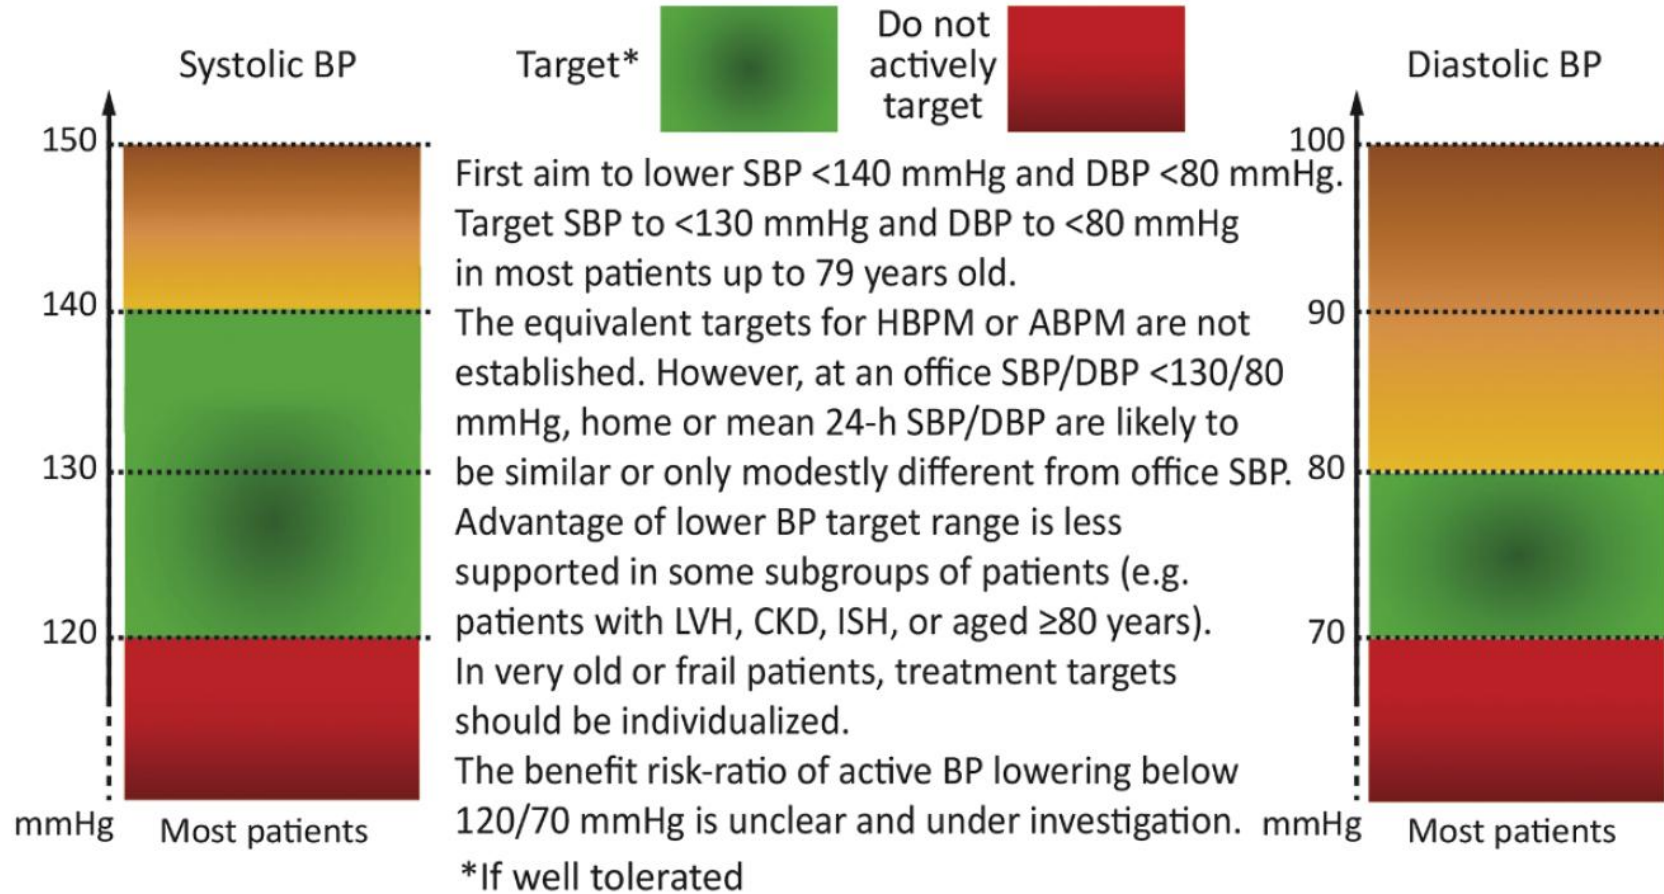 Systolic BP
Target*
Do not
actively
target
Diastolic BP
150
140
130
120
mmHg
Most patients
First aim to lower SBP <140 mmHg and DBP <80 mmHg.
Target SBP to <130 mmHg and DBP to <80 mmHg
in most patients up to 79 years old.
The equivalent targets for HBPM or ABPM are not
established. However, at an office SBP/DBP <130/80
mmHg, home or mean 24-h SBP/DBP are likely to
be similar or only modestly different from office SBP.
Advantage of lower BP target range is less
supported in some subgroups of patients (e.g.
patients with LVH, CKD, ISH, or aged ≥80 years).
In very old or frail patients, treatment targets
should be individualized.
The benefit risk-ratio of active BP lowering below
120/70 mmHg is unclear and under investigation.
*If well tolerated
100
90
80
70
mmHg
Most patients